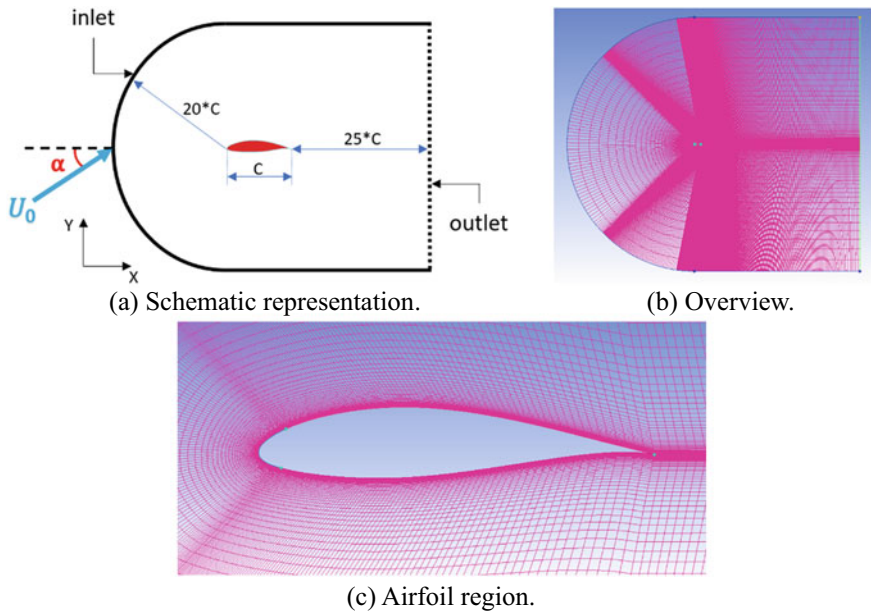 inlet
20*C
25*C
α
C
U₀
Y
X
outlet
(a) Schematic representation.
(b) Overview.
(c) Airfoil region.